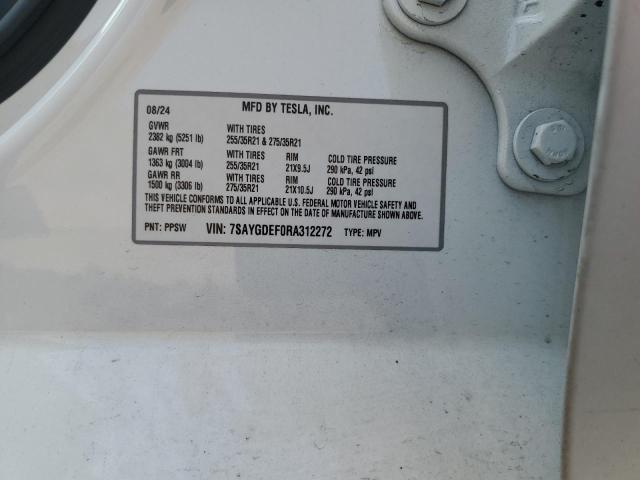 08/24 MFD BY TESLA, INC.
GVWR WITH TIRES
2382 kg (5251 lb) 255/35R21 & 275/35R21
GAWR FRT WITH TIRES RIM COLD TIRE PRESSURE
1363 kg (3004 lb) 255/35R21 21X9.5J 290 kPa, 42 psi
GAWR RR WITH TIRES RIM COLD TIRE PRESSURE
1500 kg (3306 lb) 275/35R21 21X10.5J 290 kPa, 42 psi
THIS VEHICLE CONFORMS TO ALL APPLICABLE U.S. FEDERAL MOTOR VEHICLE SAFETY AND
THEFT PREVENTION STANDARDS IN EFFECT ON THE DATE OF MANUFACTURE SHOWN ABOVE.
PNT: PPSW VIN: 7SAYGDEF0RA312272 TYPE: MPV